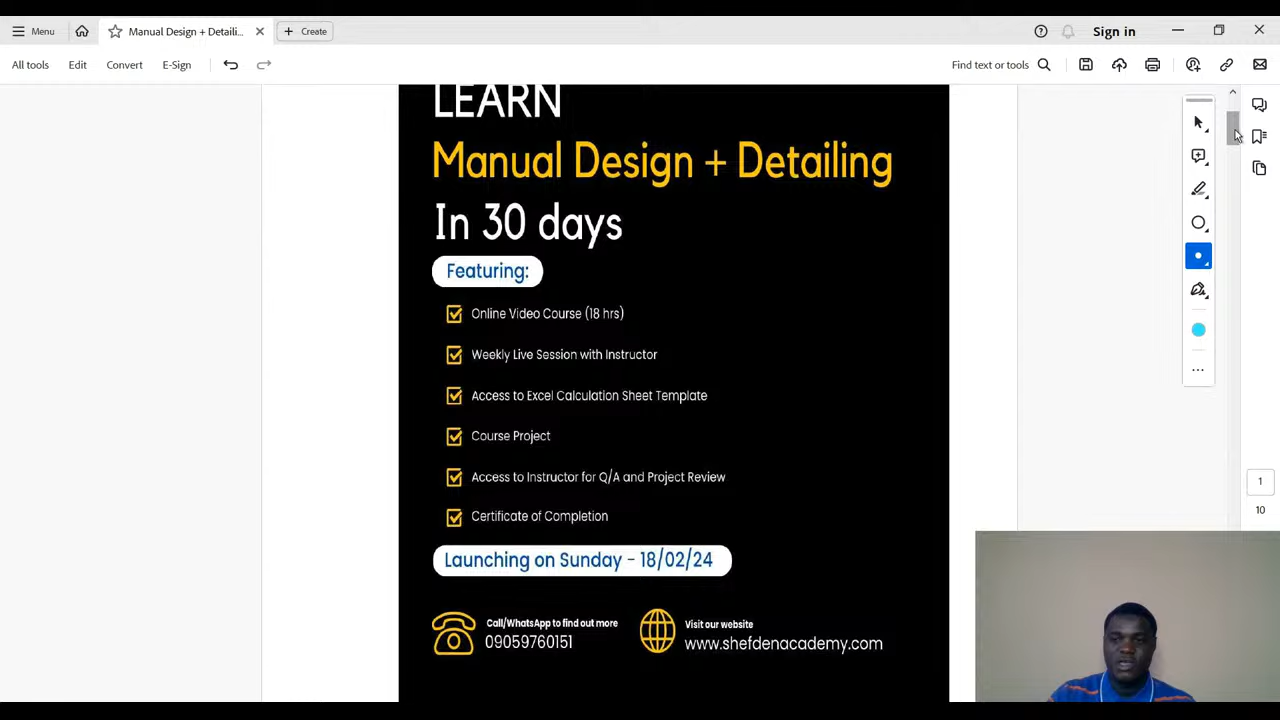 Menu
Manual Design + Detaili...
Create
Sign in
All tools
Edit
Convert
E-Sign
Find text or tools
LEARN
Manual Design + Detailing
In 30 days
Featuring:
Online Video Course (18 hrs)
Weekly Live Session with Instructor
Access to Excel Calculation Sheet Template
Course Project
Access to Instructor for Q/A and Project Review
Certificate of Completion
Launching on Sunday - 18/02/24
Call/WhatsApp to find out more
09059760151
Visit our website
www.shefdenacademy.com
1
10